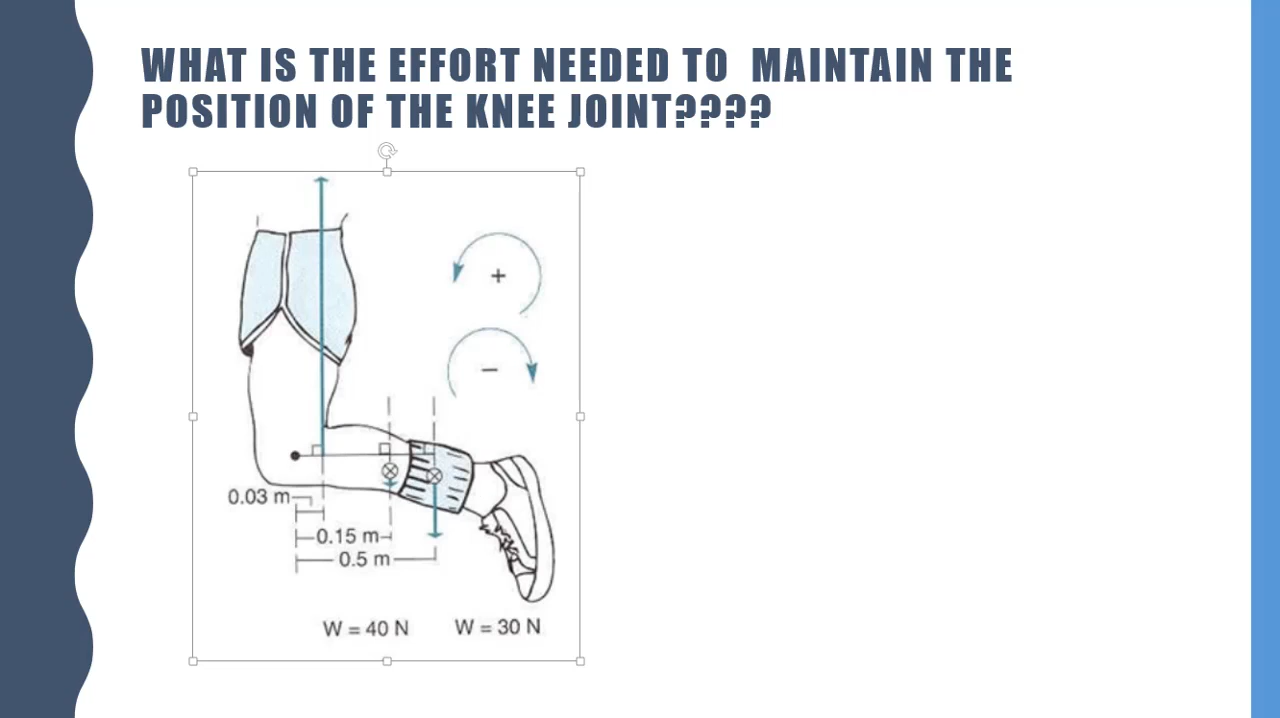 WHAT IS THE EFFORT NEEDED TO MAINTAIN THE
POSITION OF THE KNEE JOINT????
+
−
0.03 m
0.15 m
0.5 m
W = 40 N W = 30 N